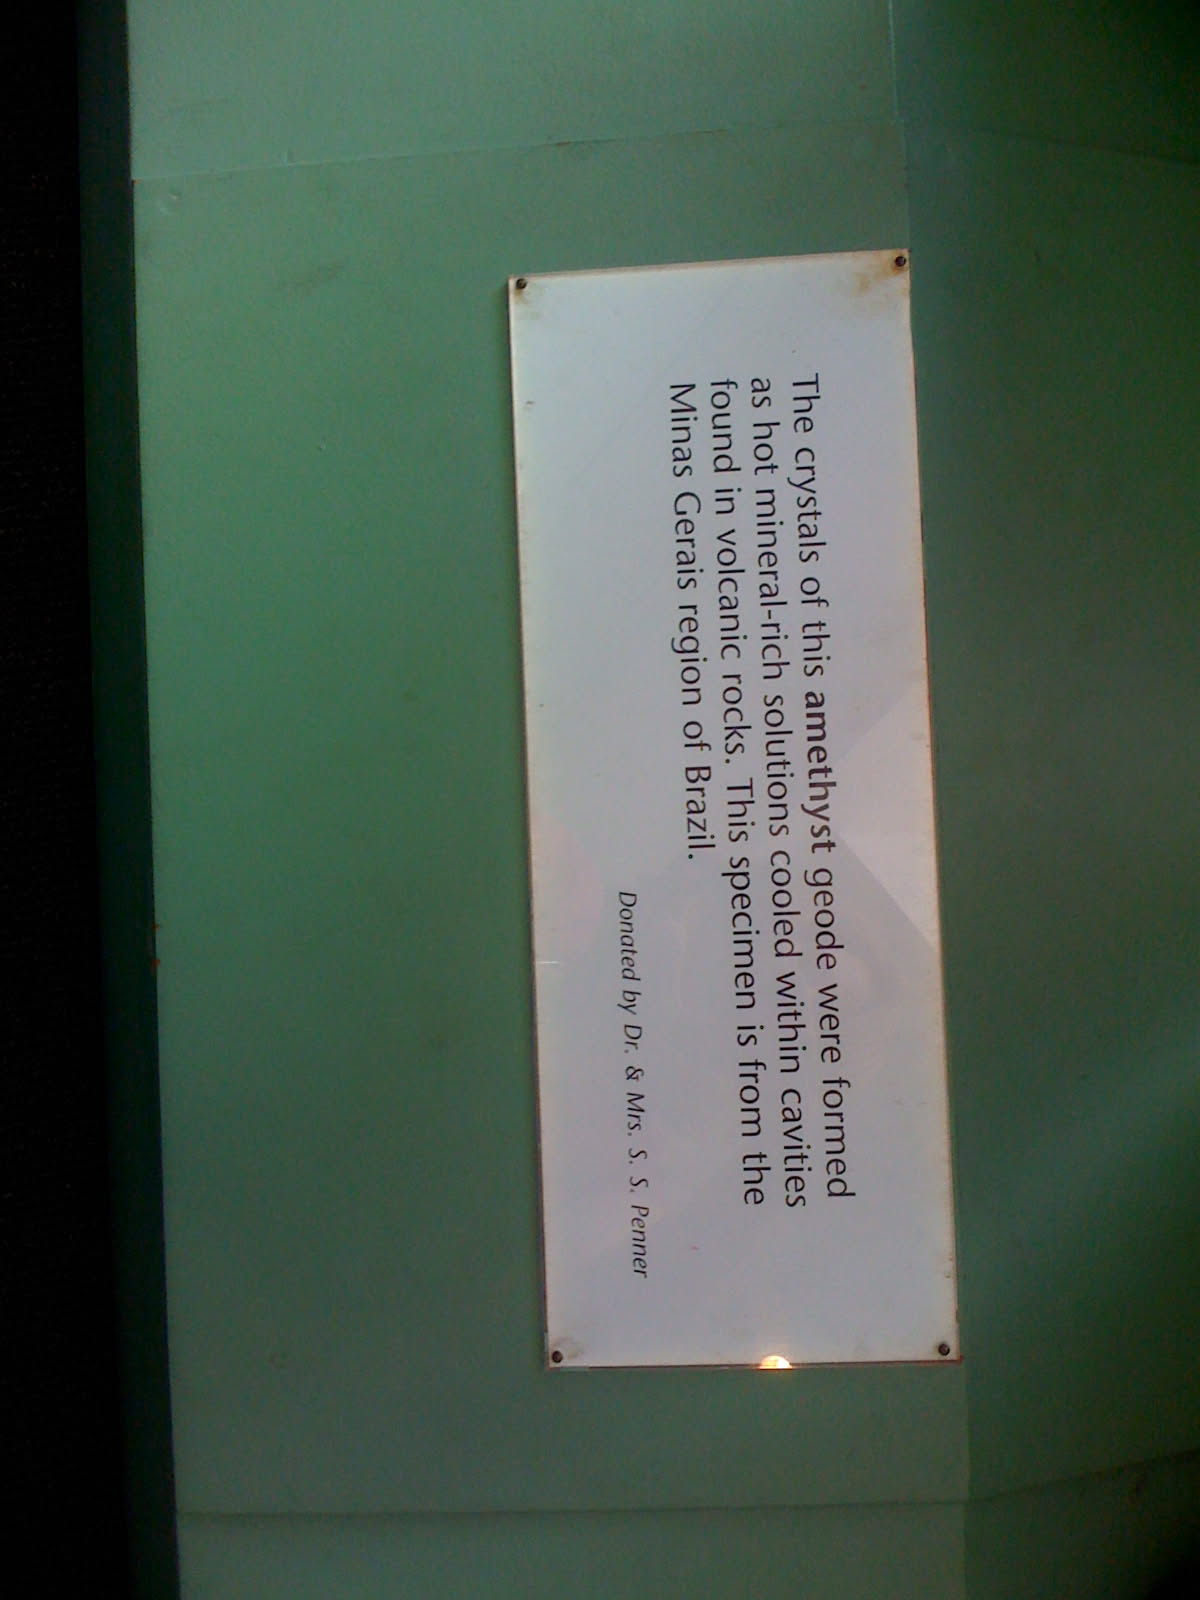 The crystals of this amethyst geode were formed
as hot mineral-rich solutions cooled within cavities
found in volcanic rocks. This specimen is from the
Minas Gerais region of Brazil.
Donated by Dr. & Mrs. S. S. Penner